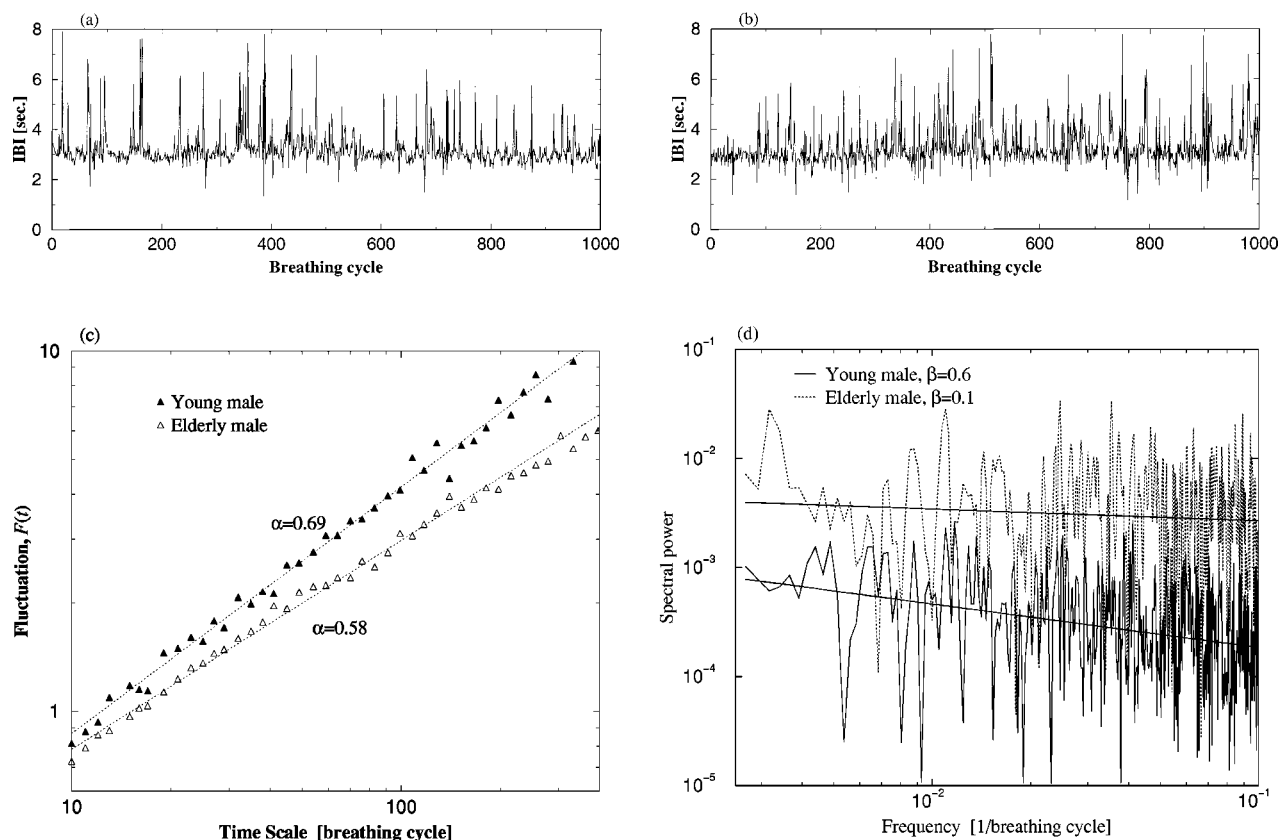 (a)
8
6
4
2
0
IBI [sec.]
0 200 400 600 800 1000
Breathing cycle
(b)
8
6
4
2
0
IBI [sec.]
0 200 400 600 800 1000
Breathing cycle
(c)
10
1
Fluctuation, F(t)
Young male
Elderly male
α=0.69
α=0.58
10 100
Time Scale [breathing cycle]
(d)
10⁻¹
10⁻²
10⁻³
10⁻⁴
10⁻⁵
Spectral power
Young male, β=0.6
Elderly male, β=0.1
10⁻² 10⁻¹
Frequency [1/breathing cycle]